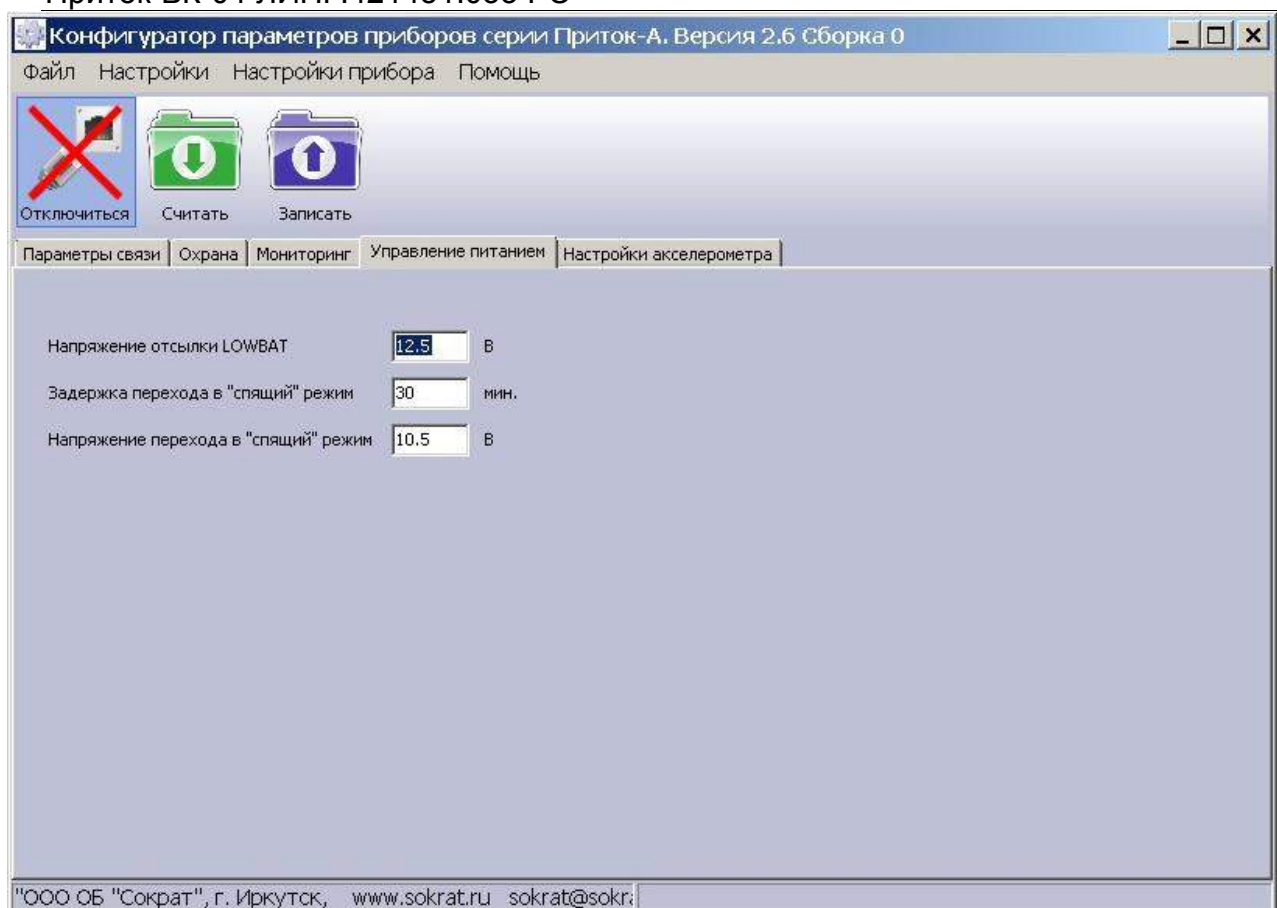 Конфигуратор параметров приборов серии Приток-А. Версия 2.6 Сборка 0
Файл Настройки Настройки прибора Помощь
Отключиться Считать Записать
Параметры связи Охрана Мониторинг Управление питанием Настройки акселерометра
Напряжение отсылки LOWBAT 12.5 В
Задержка перехода в "спящий" режим 30 мин.
Напряжение перехода в "спящий" режим 10.5 В
"ООО ОБ "Сократ", г. Иркутск, www.sokrat.ru